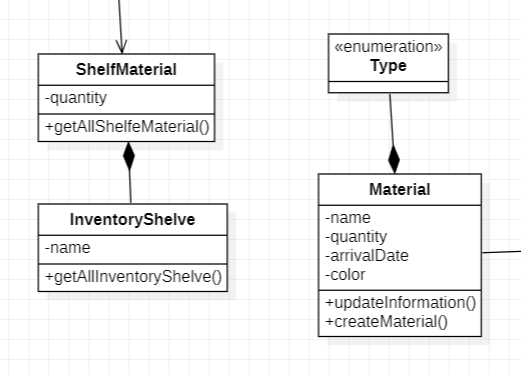 ShelfMaterial
-quantity
+getAllShelfeMaterial()
InventoryShelve
-name
+getAllInventoryShelve()
«enumeration»
Type
Material
-name
-quantity
-arrivalDate
-color
+updateInformation()
+createMaterial()